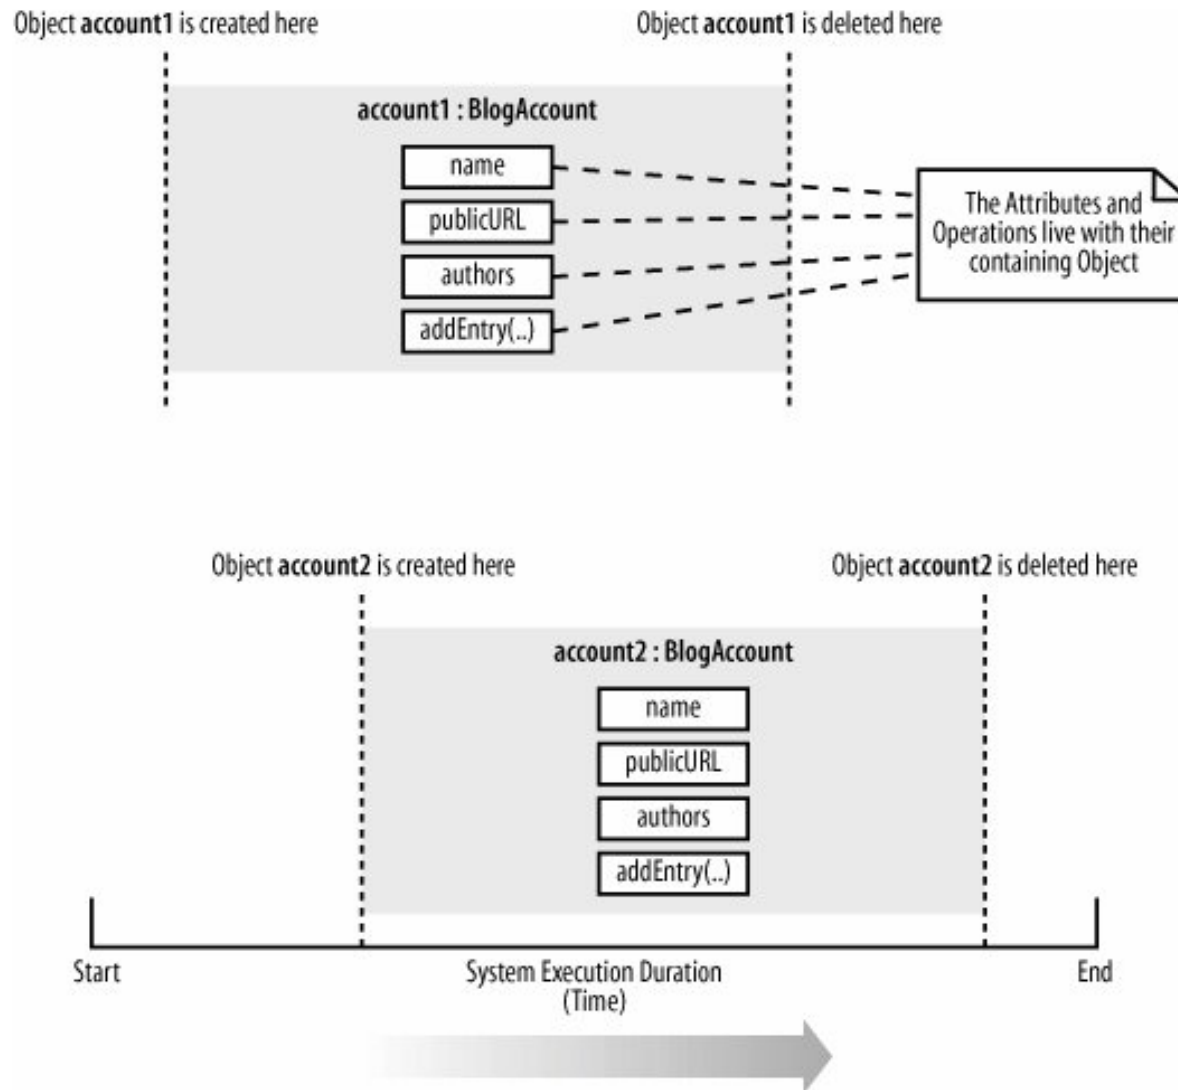 Object account1 is created here
Object account1 is deleted here
account1 : BlogAccount
name
publicURL
authors
addEntry(..)
The Attributes and
Operations live with their
containing Object
Object account2 is created here
Object account2 is deleted here
account2 : BlogAccount
name
publicURL
authors
addEntry(..)
Start
System Execution Duration
(Time)
End